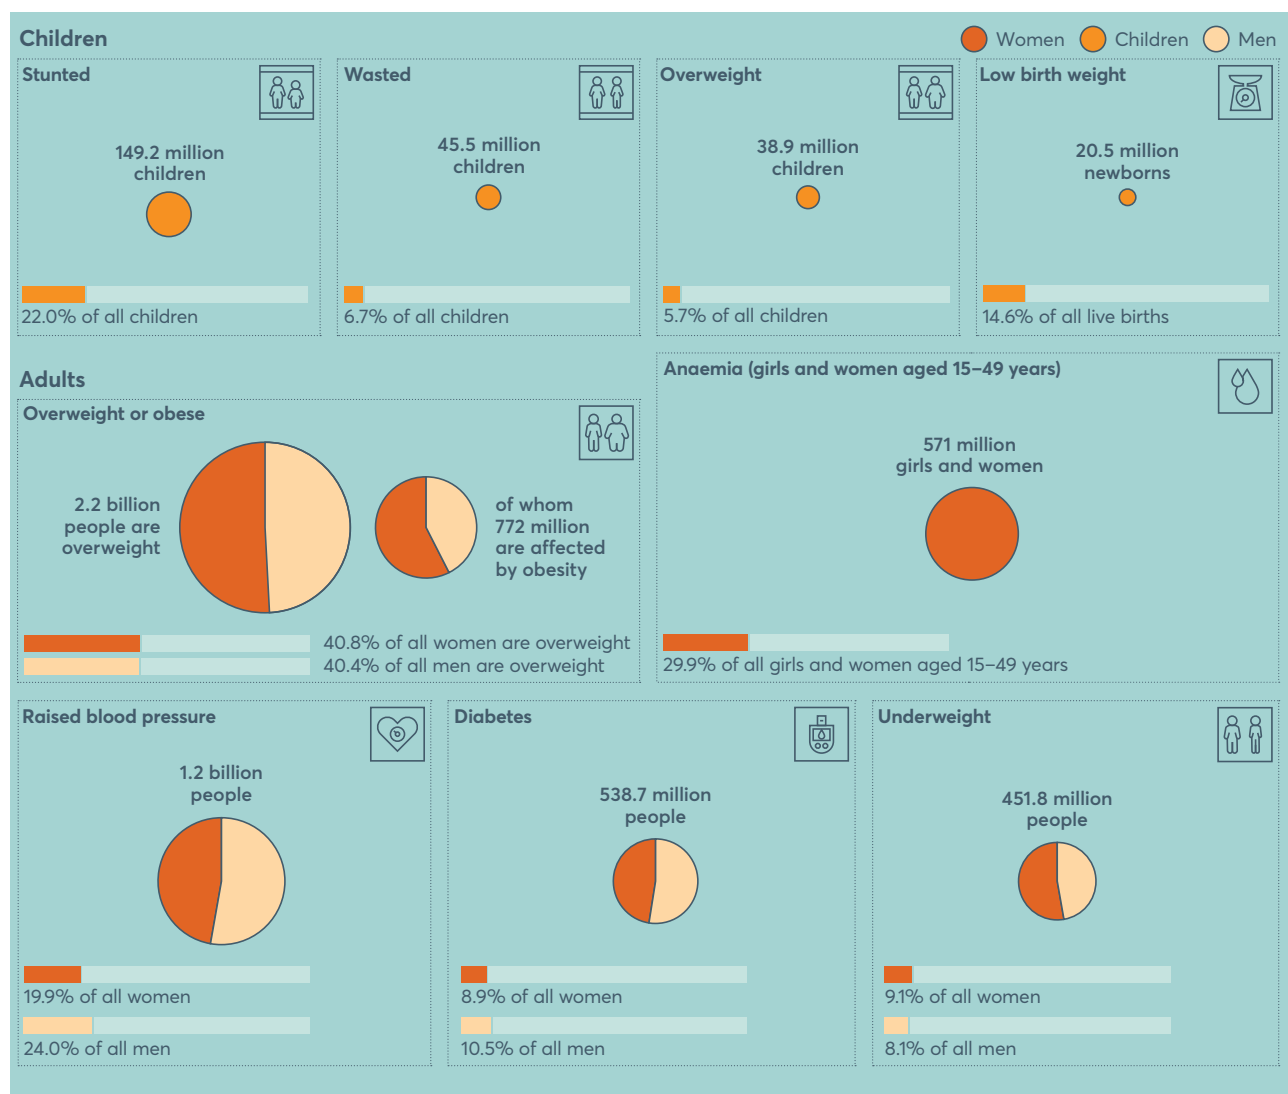 Children
Women
Children
Men
Stunted
149.2 million
children
22.0% of all children
Wasted
45.5 million
children
6.7% of all children
Overweight
38.9 million
children
5.7% of all children
Low birth weight
20.5 million
newborns
14.6% of all live births
Adults
Overweight or obese
2.2 billion
people are
overweight
of whom
772 million
are affected
by obesity
40.8% of all women are overweight
40.4% of all men are overweight
Anaemia (girls and women aged 15–49 years)
571 million
girls and women
29.9% of all girls and women aged 15–49 years
Raised blood pressure
1.2 billion
people
19.9% of all women
24.0% of all men
Diabetes
538.7 million
people
8.9% of all women
10.5% of all men
Underweight
451.8 million
people
9.1% of all women
8.1% of all men